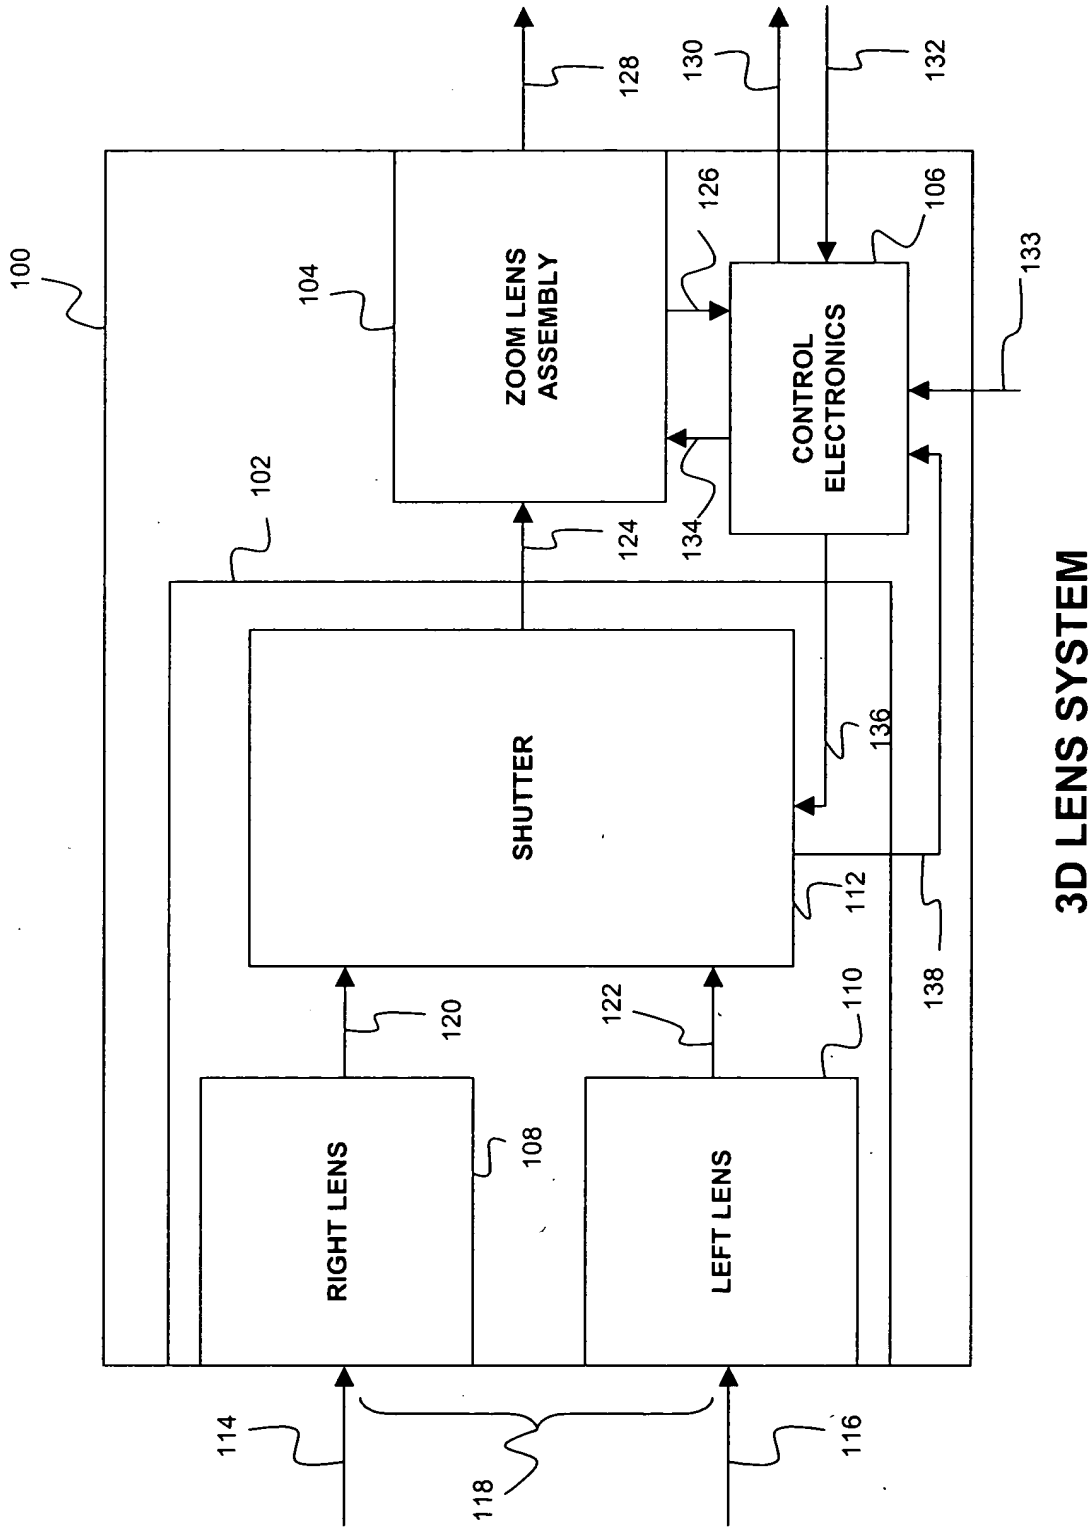 100
114
102
104
RIGHT LENS
120
118
108
SHUTTER
ZOOM LENS
ASSEMBLY
122
124
128
134
126
130
LEFT LENS
CONTROL
ELECTRONICS
116
110
112
136
138
106
132
133
3D LENS SYSTEM